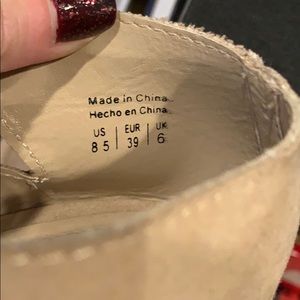 Made in China
Hecho en China
US | EUR | UK
8 5 | 39 | 6